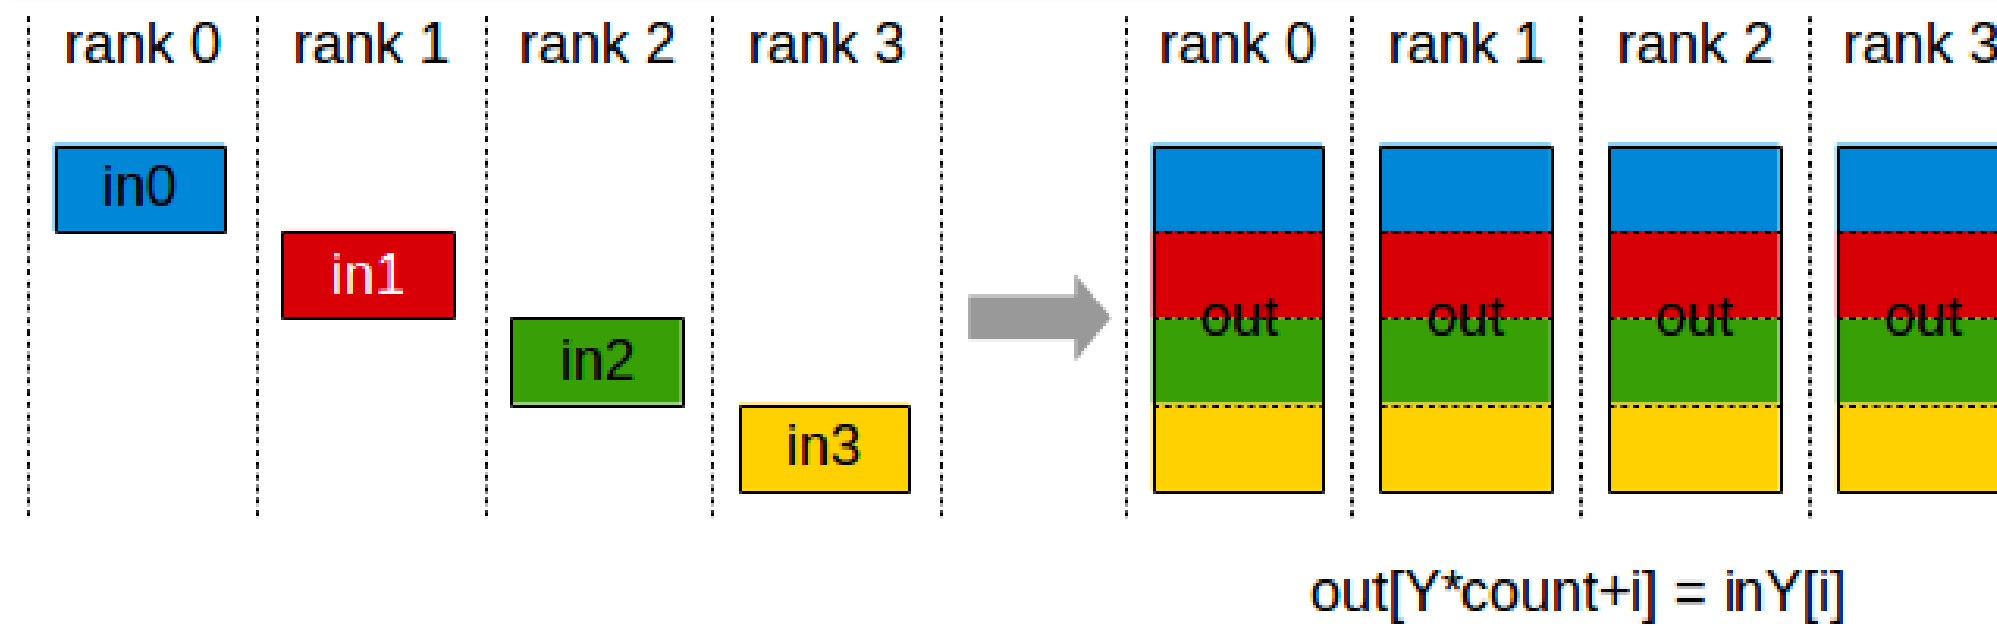 rank 0 rank 1 rank 2 rank 3 rank 0 rank 1 rank 2 rank 3
in0
in1
in2
in3
out out out out
out[Y*count+i] = inY[i]